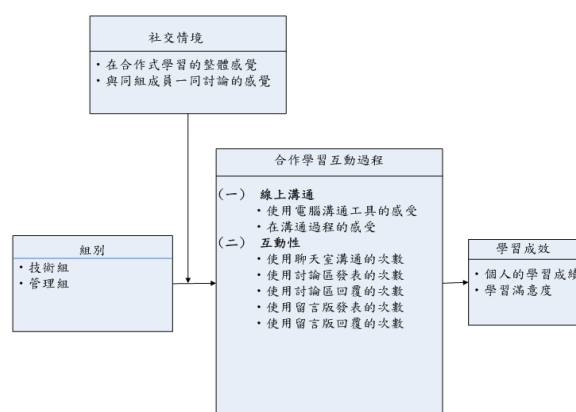 社交情境
・在合作式學習的整體感覺
・與同組成員一同討論的感覺
合作學習互動過程
(一) 線上溝通
・使用電腦溝通工具的感受
・在溝通過程的感受
(二) 互動性
・使用聊天室溝通的次數
・使用討論區發表的次數
・使用討論區回覆的次數
・使用留言版發表的次數
・使用留言版回覆的次數
組別
・技術組
・管理組
學習成效
・個人的學習成績
・學習滿意度